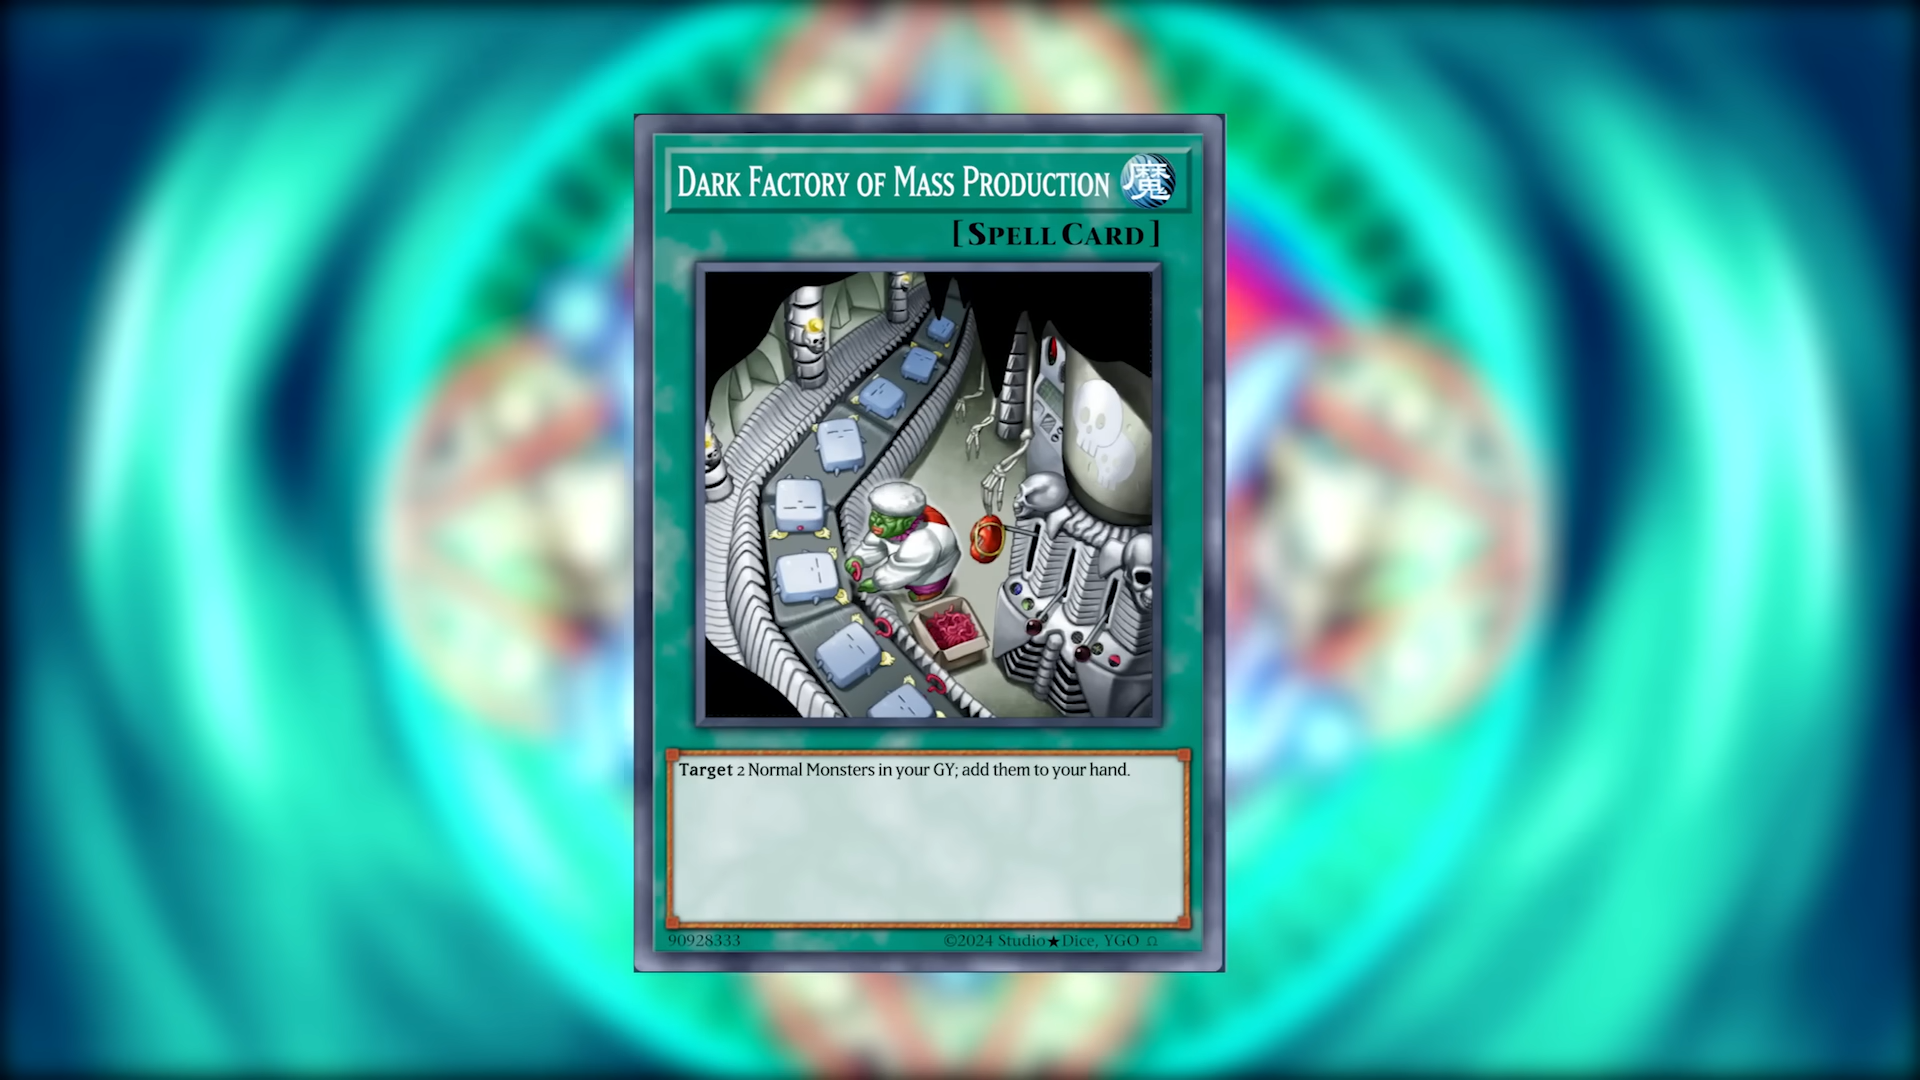 DARK FACTORY OF MASS PRODUCTION 魔
[SPELL CARD]
Target 2 Normal Monsters in your GY; add them to your hand.
90928333 ©2024 Studio★Dice, YGO Ω